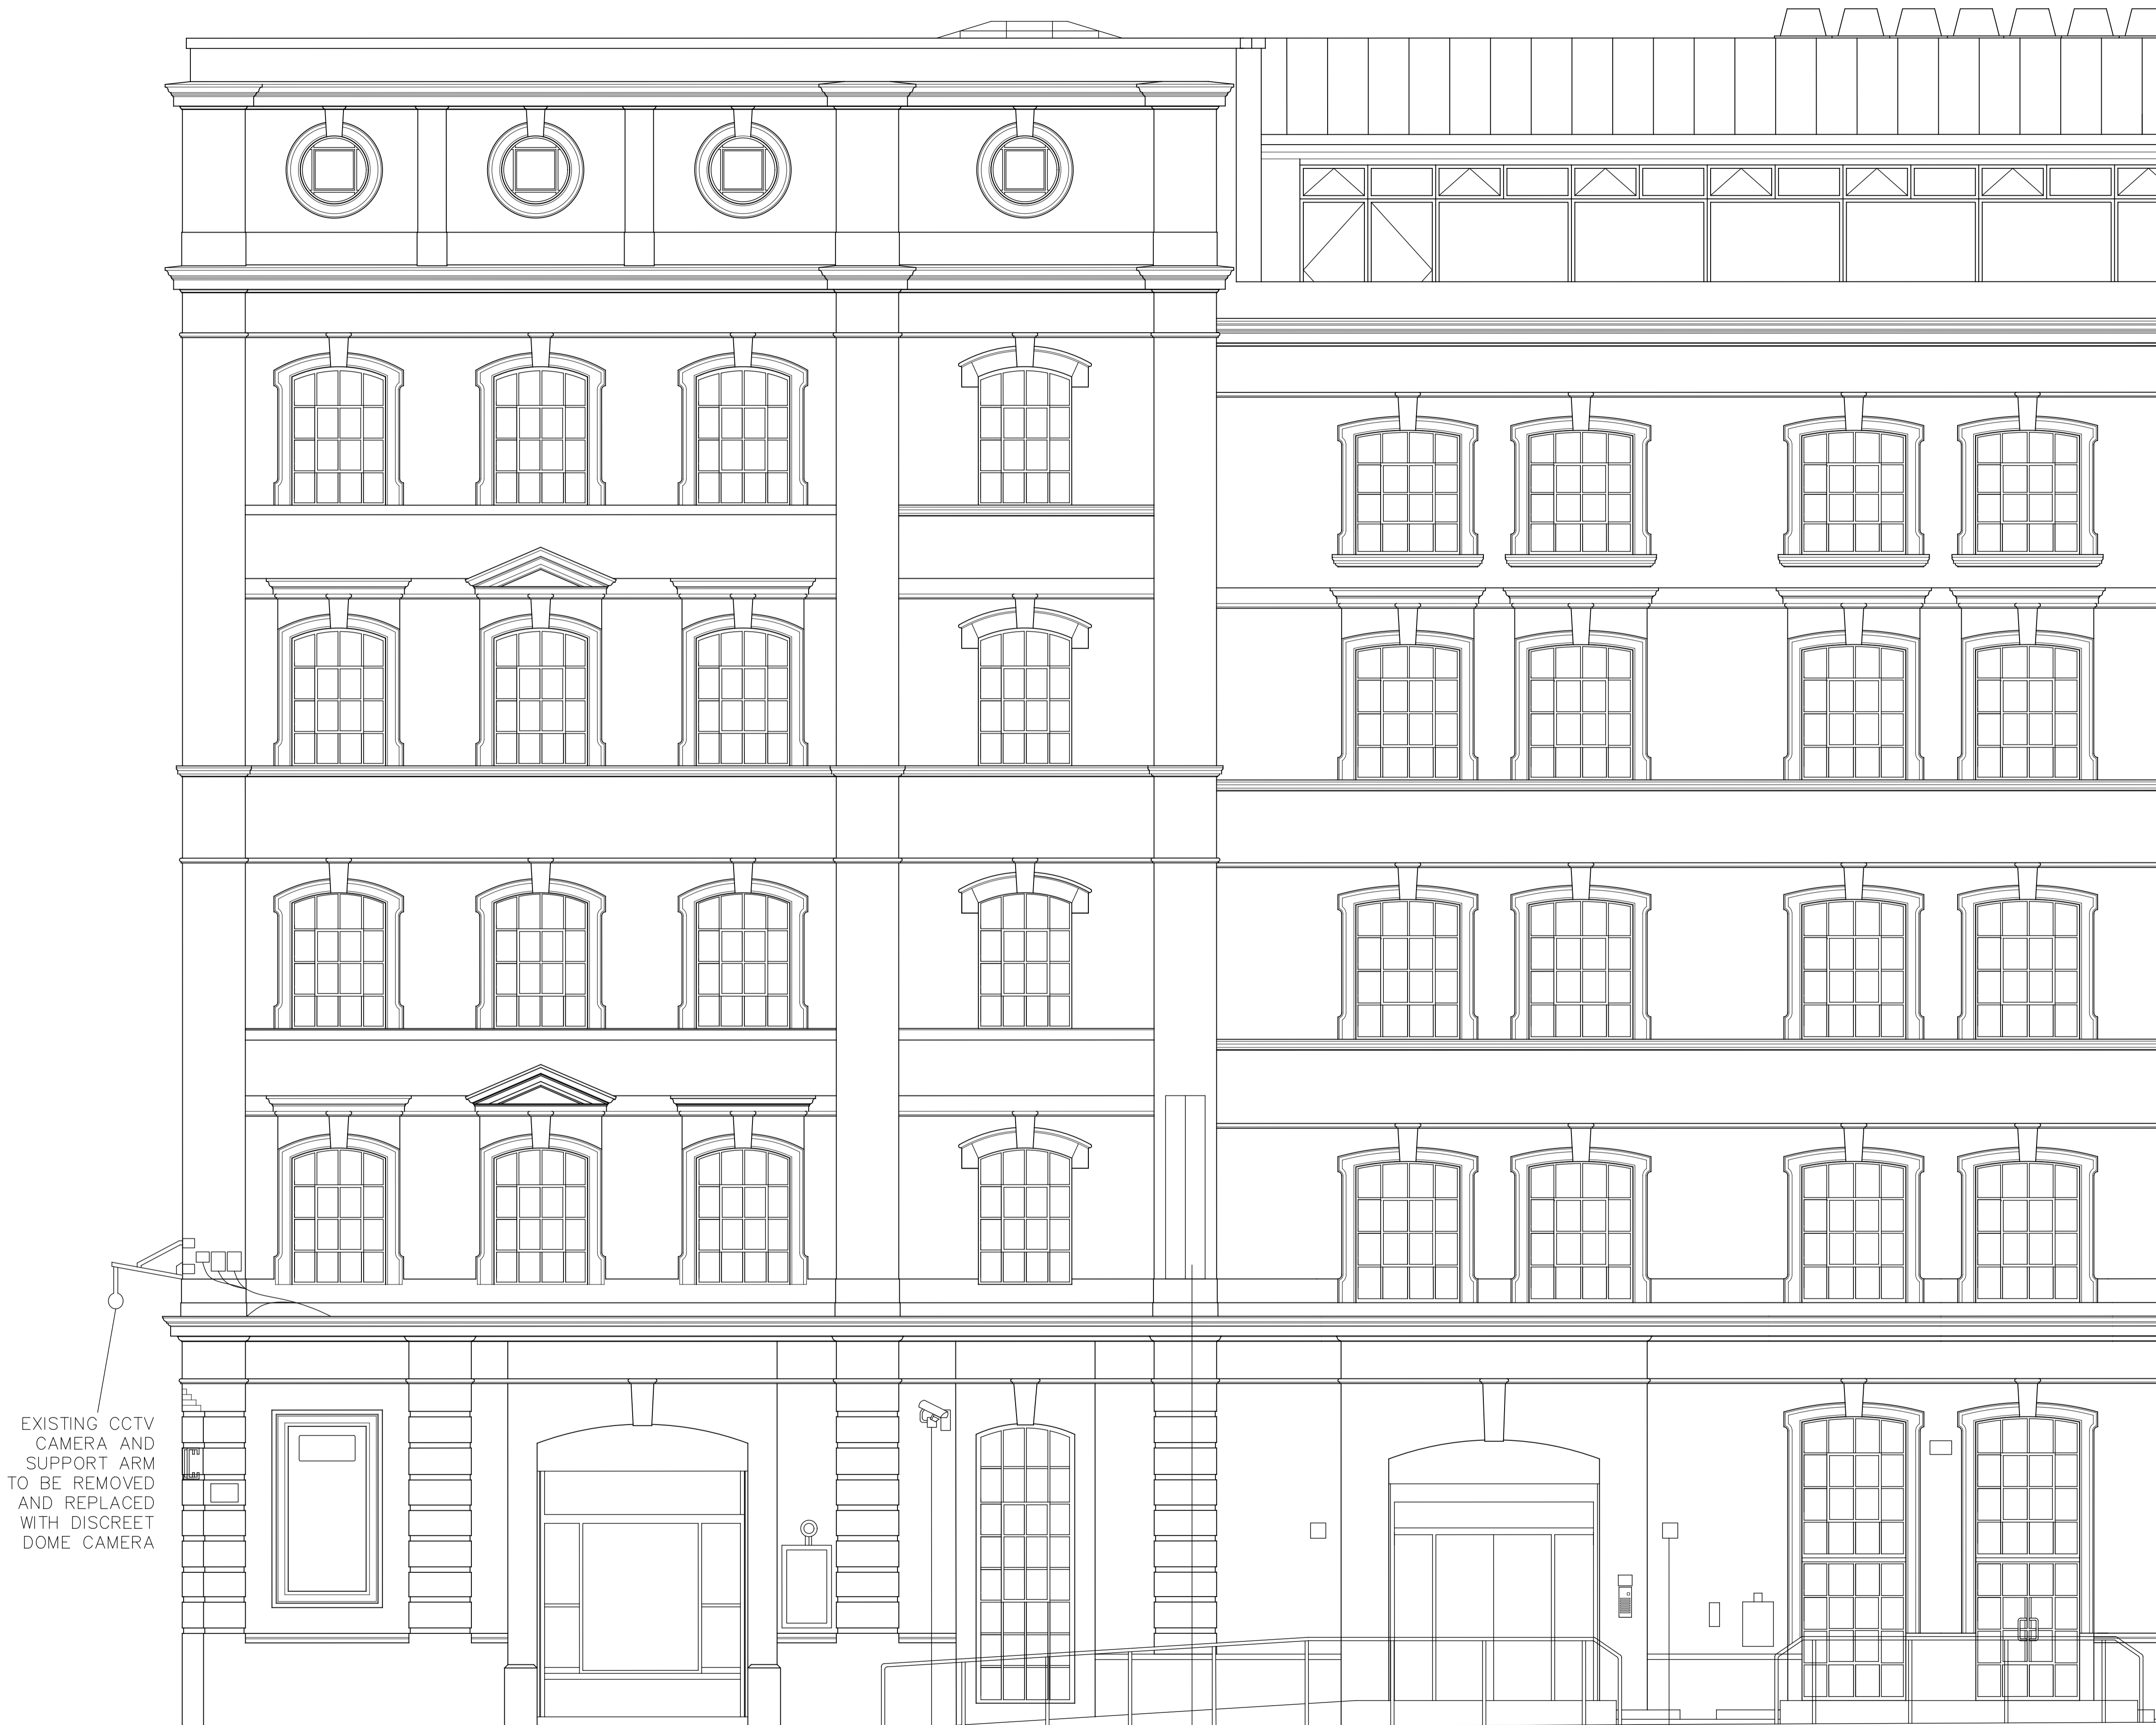 EXISTING CCTV
CAMERA AND
SUPPORT ARM
TO BE REMOVED
AND REPLACED
WITH DISCREET
DOME CAMERA